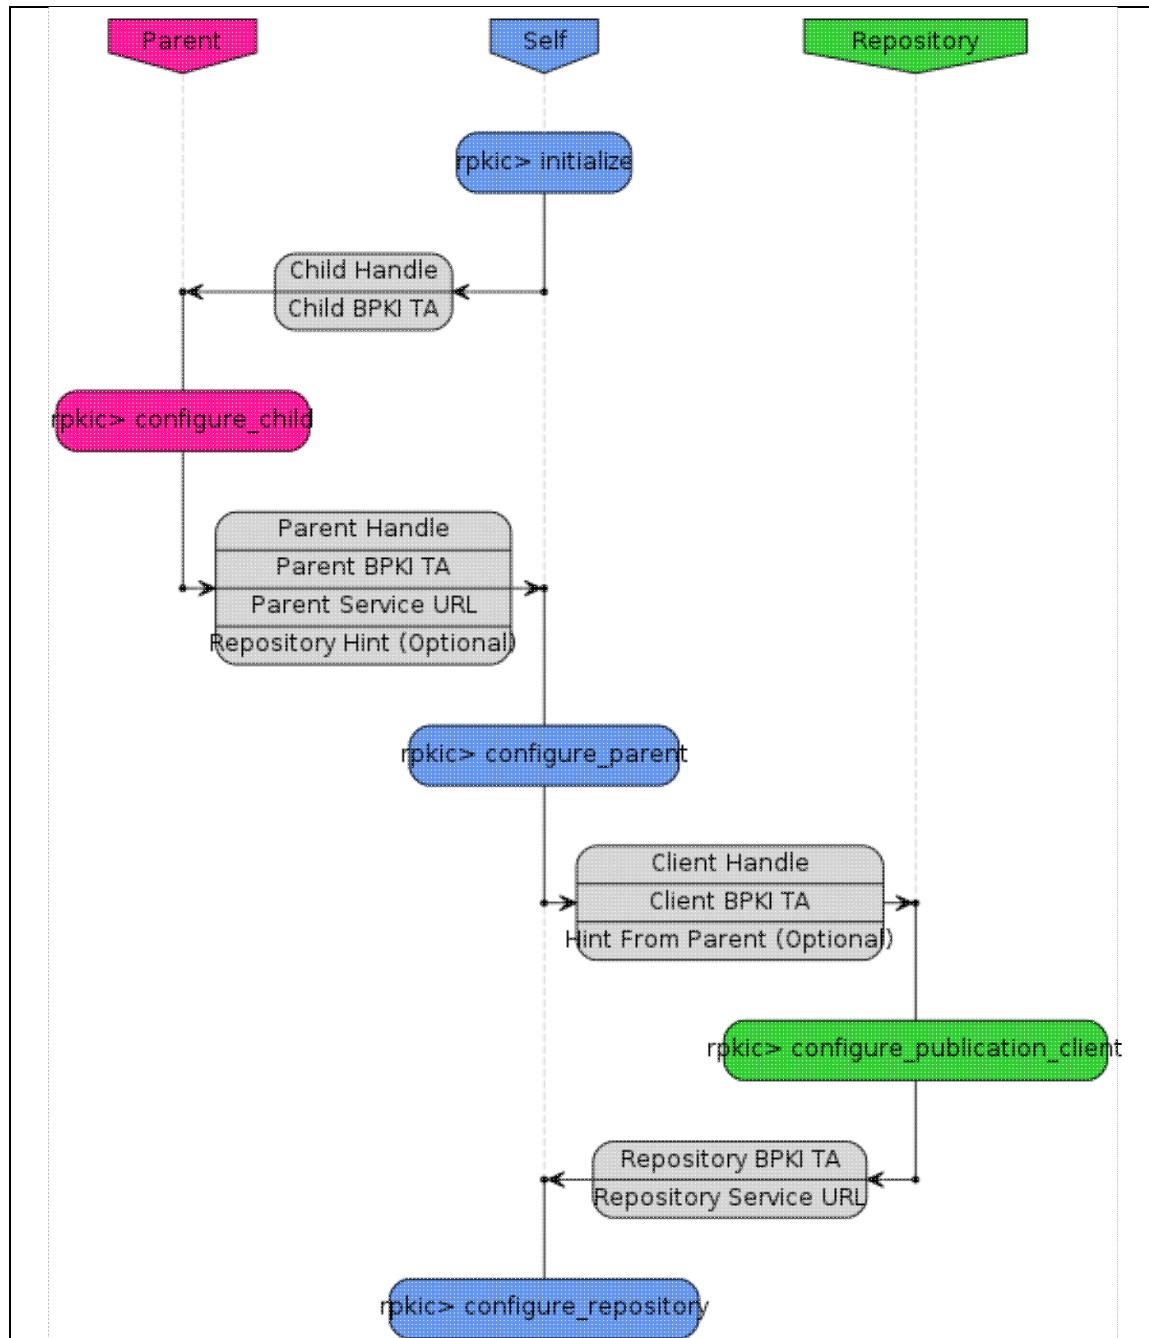 Parent
Self
Repository
rpkic> initialize
Child Handle
Child BPKI TA
rpkic> configure_child
Parent Handle
Parent BPKI TA
Parent Service URL
Repository Hint (Optional)
rpkic> configure_parent
Client Handle
Client BPKI TA
Hint From Parent (Optional)
rpkic> configure_publication_client
Repository BPKI TA
Repository Service URL
rpkic> configure_repository